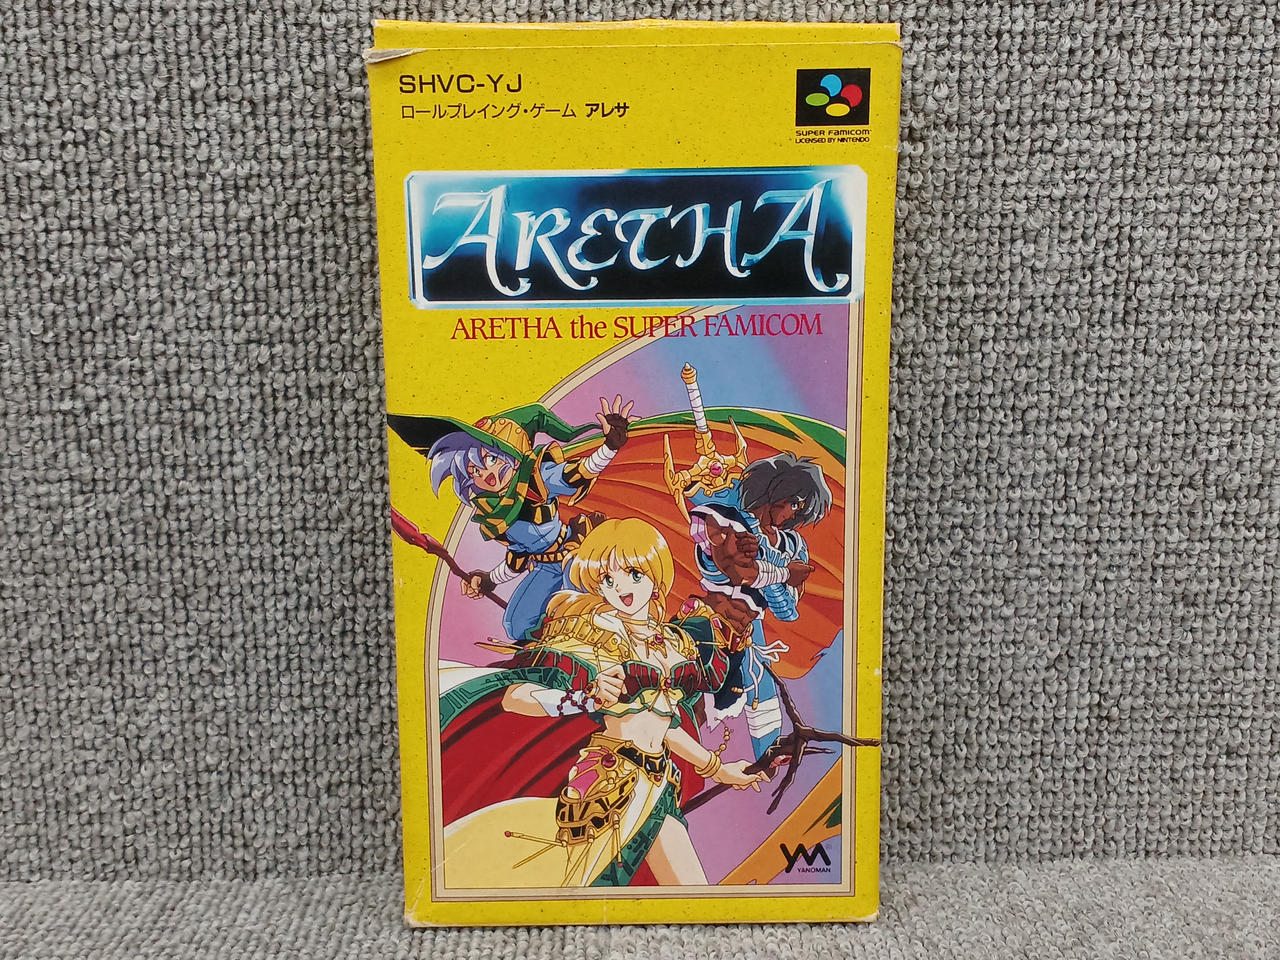 SHVC-YJ
ロールプレイング・ゲーム アレサ
SUPER FAMICOM
LICENSED BY NINTENDO
ARETHA
ARETHA the SUPER FAMICOM
YM
YANOMAN